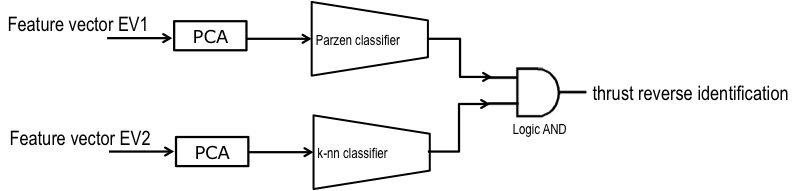 Feature vector EV1
PCA
Parzen classifier
thrust reverse identification
Logic AND
Feature vector EV2
PCA
k-nn classifier